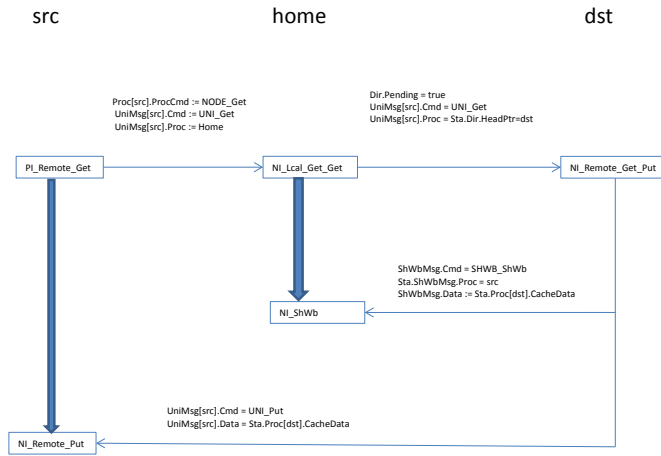 src
home
dst
Proc[src].ProcCmd := NODE_Get
UniMsg[src].Cmd := UNI_Get
UniMsg[src].Proc := Home
Dir.Pending = true
UniMsg[src].Cmd = UNI_Get
UniMsg[src].Proc = Sta.Dir.HeadPtr=dst
PI_Remote_Get
NI_Lcal_Get_Get
NI_Remote_Get_Put
ShWbMsg.Cmd = SHWB_ShWb
Sta.ShWbMsg.Proc = src
ShWbMsg.Data := Sta.Proc[dst].CacheData
NI_ShWb
UniMsg[src].Cmd = UNI_Put
UniMsg[src].Data = Sta.Proc[dst].CacheData
NI_Remote_Put